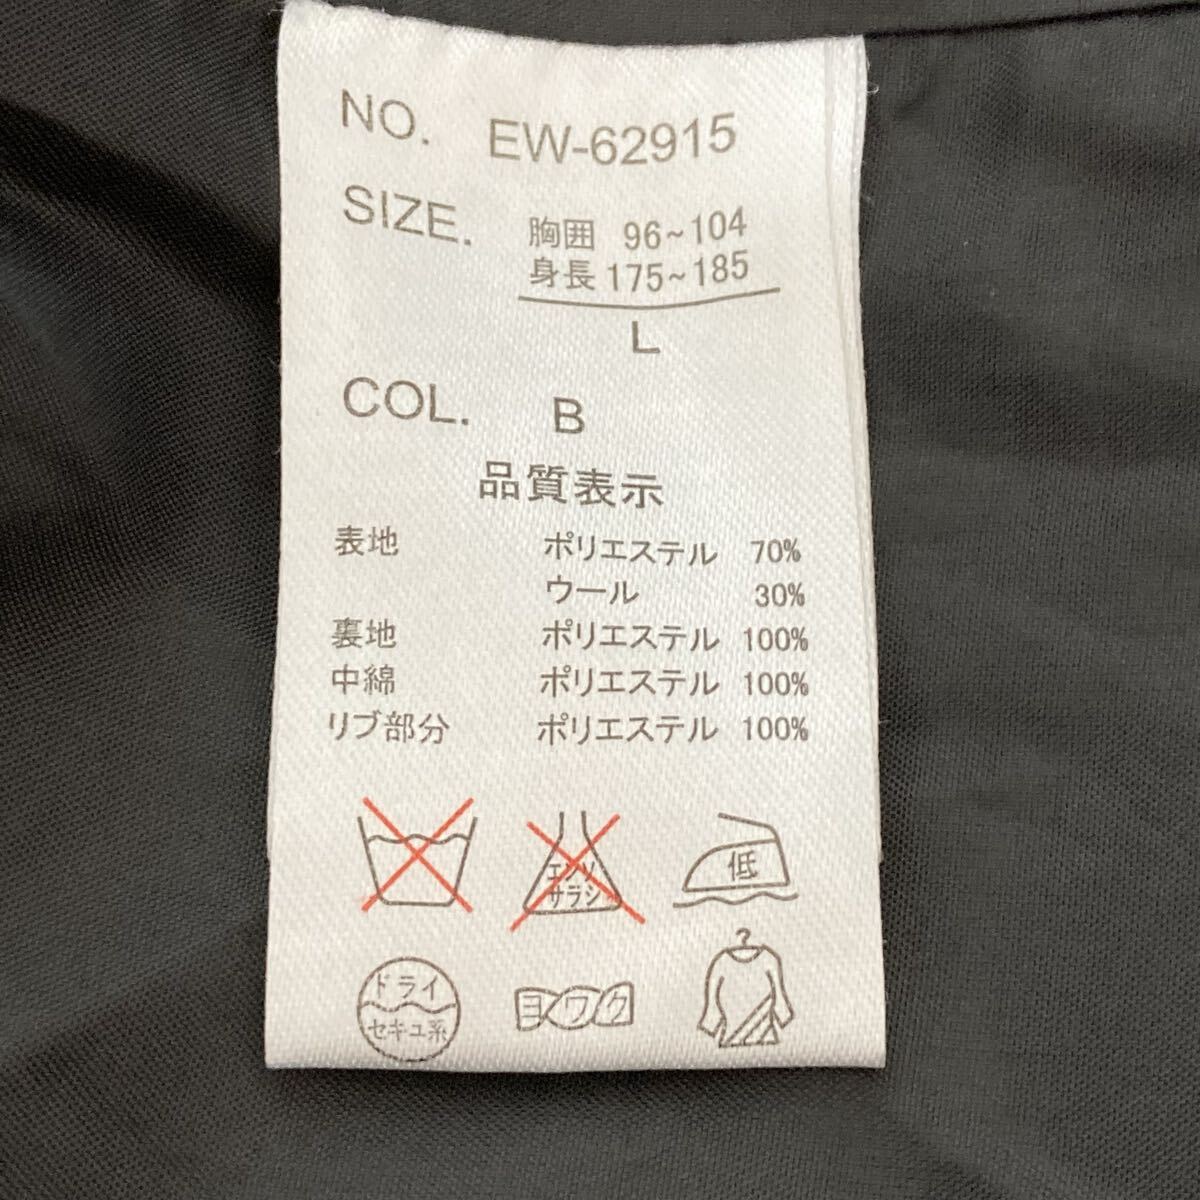 NO. EW-62915
SIZE. 胸囲 96~104
身長 175~185
L
COL. B
品質表示
表地 ポリエステル 70%
ウール 30%
裏地 ポリエステル 100%
中綿 ポリエステル 100%
リブ部分 ポリエステル 100%
エンソ
サラシ
低
ドライ
セキユ系
ヨワク